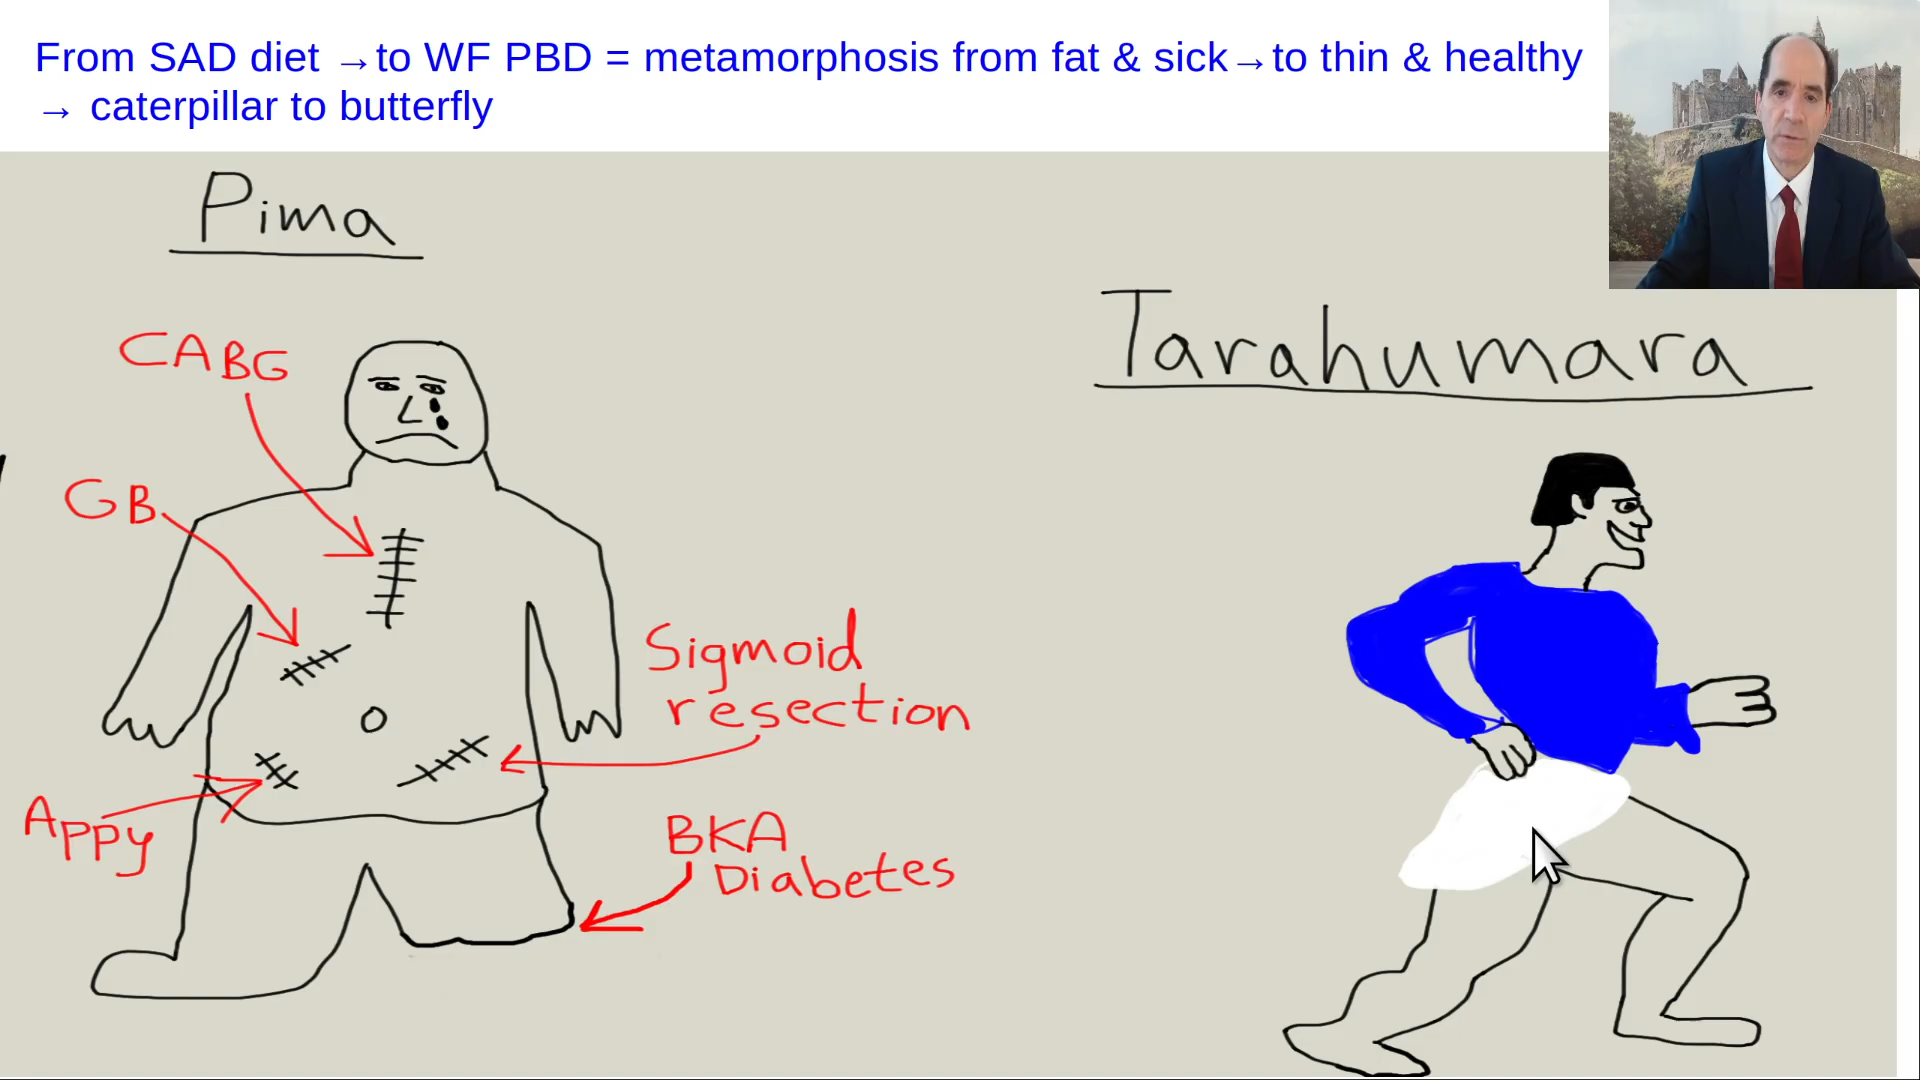 From SAD diet →to WF PBD = metamorphosis from fat & sick→to thin & healthy
→ caterpillar to butterfly
Pima
Tarahumara
CABG
GB
Sigmoid
resection
Appy
BKA
Diabetes